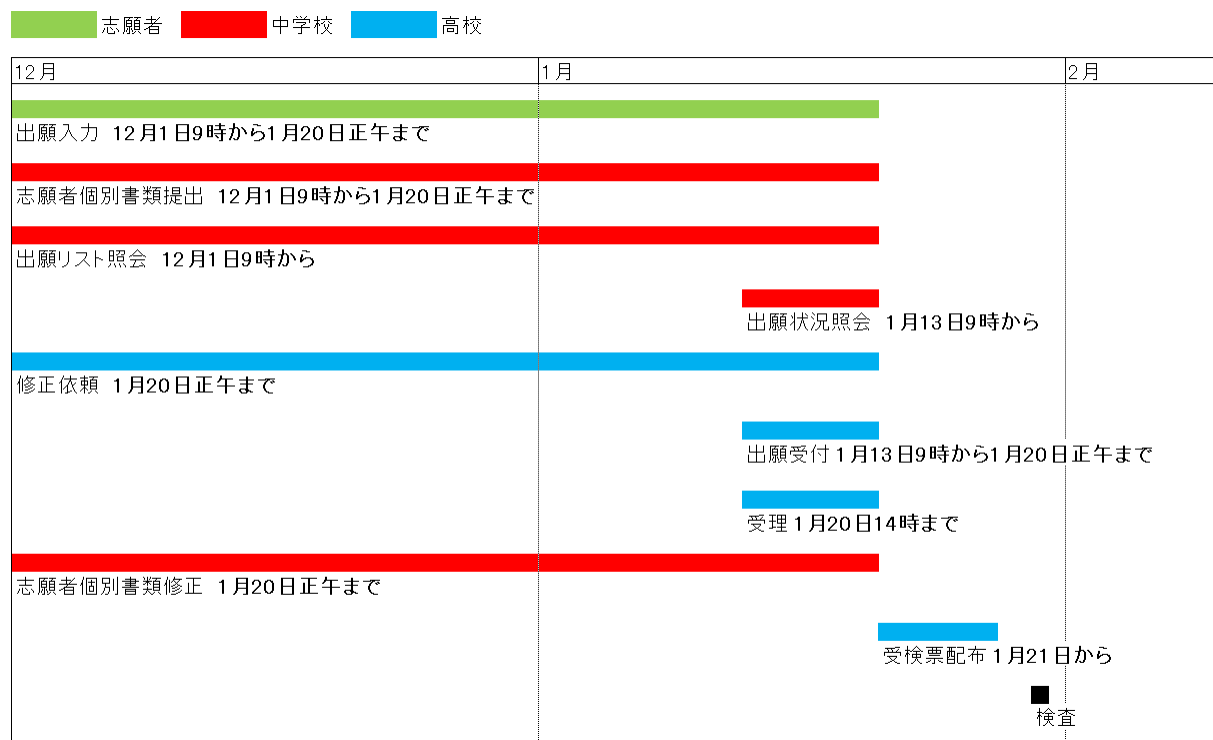 志願者 中学校 高校
12月 1月 2月
出願入力 12月1日9時から1月20日正午まで
志願者個別書類提出 12月1日9時から1月20日正午まで
出願リスト照会 12月1日9時から
出願状況照会 1月13日9時から
修正依頼 1月20日正午まで
出願受付 1月13日9時から1月20日正午まで
受理 1月20日14時まで
志願者個別書類修正 1月20日正午まで
受検票配布 1月21日から
検査